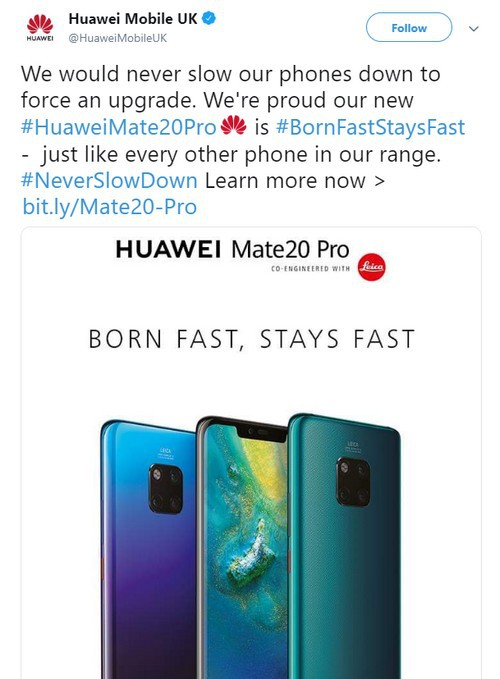 Huawei Mobile UK
@HuaweiMobileUK
Follow
HUAWEI
We would never slow our phones down to
force an upgrade. We're proud our new
#HuaweiMate20Pro is #BornFastStaysFast
- just like every other phone in our range.
#NeverSlowDown Learn more now >
bit.ly/Mate20-Pro
HUAWEI Mate20 Pro
CO-ENGINEERED WITH Leica
BORN FAST, STAYS FAST
LEICA
LEICA